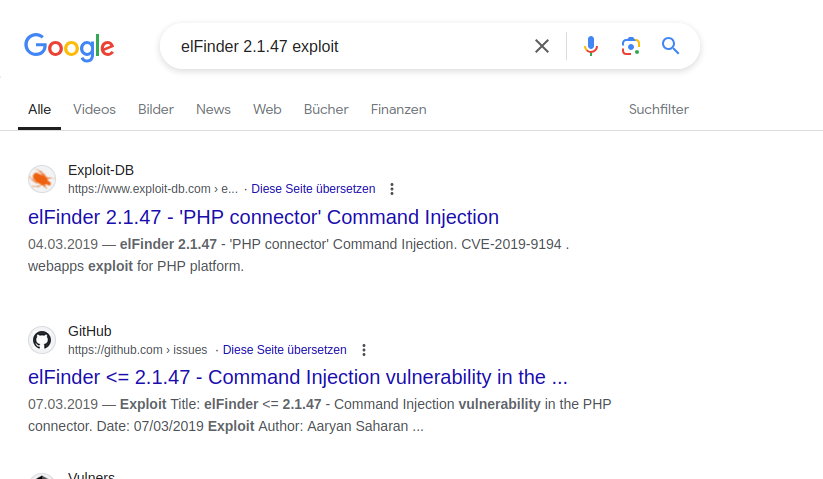 Google
elFinder 2.1.47 exploit
Alle Videos Bilder News Web Bücher Finanzen Suchfilter
Exploit-DB
https://www.exploit-db.com › e... · Diese Seite übersetzen
elFinder 2.1.47 - 'PHP connector' Command Injection
04.03.2019 — elFinder 2.1.47 - 'PHP connector' Command Injection. CVE-2019-9194 .
webapps exploit for PHP platform.
GitHub
https://github.com › issues · Diese Seite übersetzen
elFinder <= 2.1.47 - Command Injection vulnerability in the ...
07.03.2019 — Exploit Title: elFinder <= 2.1.47 - Command Injection vulnerability in the PHP
connector. Date: 07/03/2019 Exploit Author: Aaryan Saharan ...
Vulners